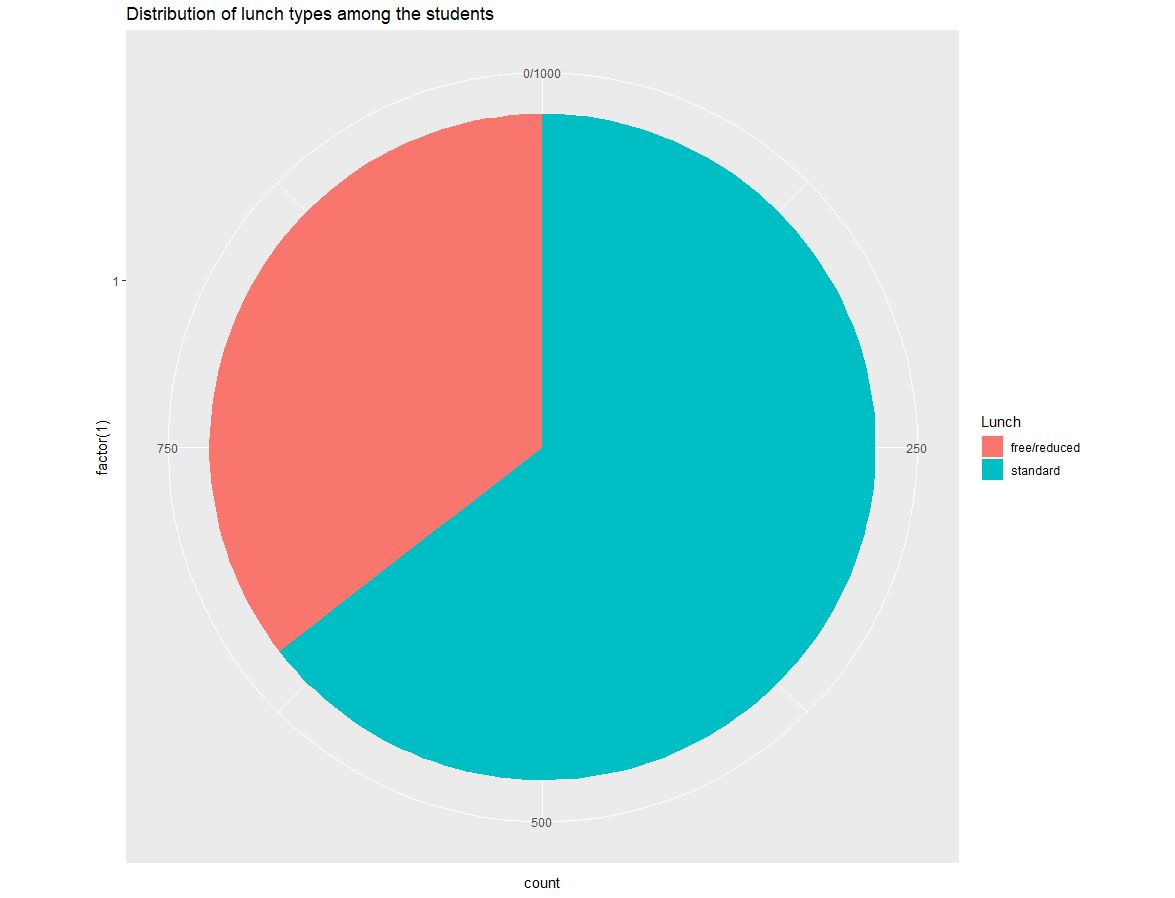 Distribution of lunch types among the students
0/1000
1
750
250
500
factor(1)
count
Lunch
free/reduced
standard